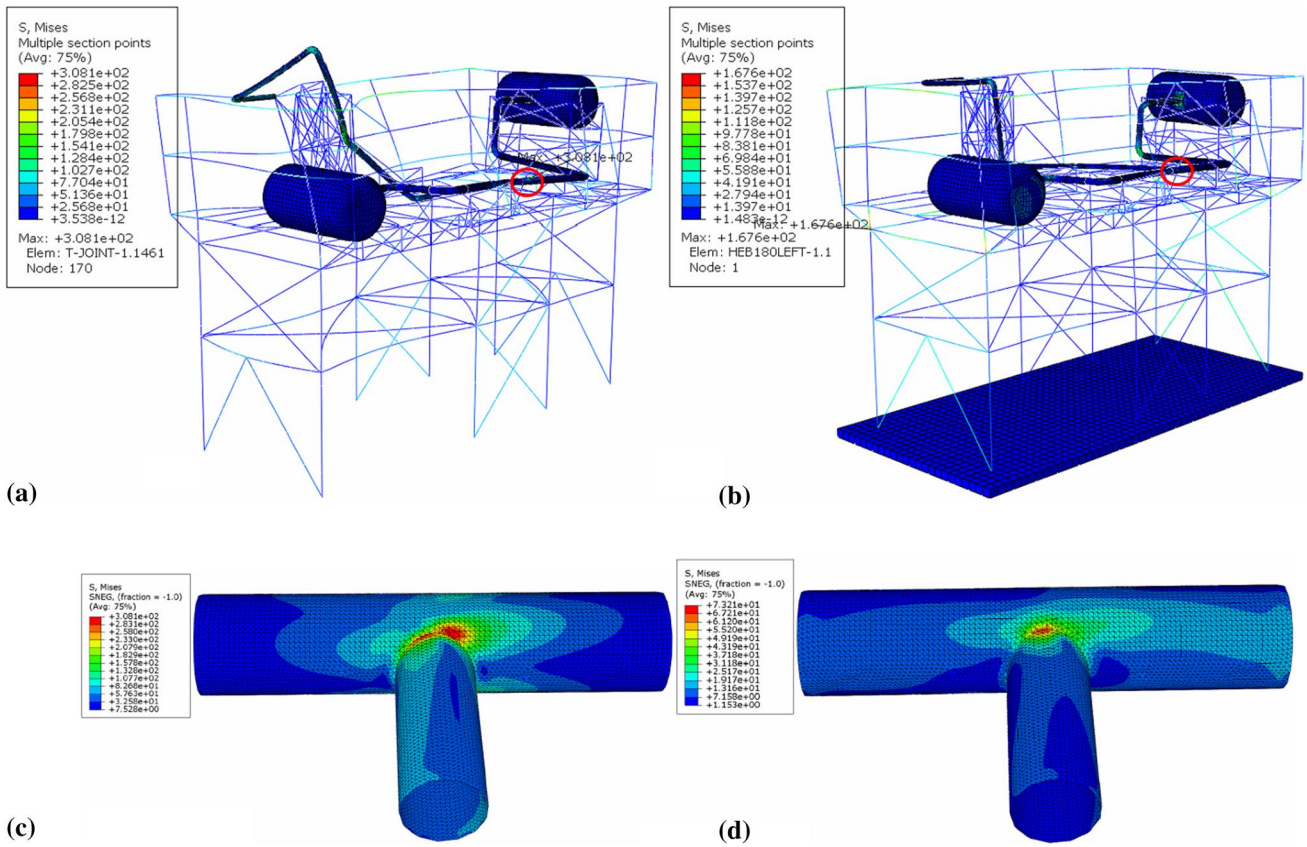 S, Mises
Multiple section points
(Avg: 75%)
+3.081e+02
+2.825e+02
+2.568e+02
+2.311e+02
+2.054e+02
+1.798e+02
+1.541e+02
+1.284e+02
+1.027e+02
+7.704e+01
+5.136e+01
+2.568e+01
+3.538e-12
Max: +3.081e+02
Elem: T-JOINT-1.1461
Node: 170
Max: +3.081e+02
(a)
S, Mises
Multiple section points
(Avg: 75%)
+1.676e+02
+1.537e+02
+1.397e+02
+1.257e+02
+1.118e+02
+9.778e+01
+8.381e+01
+6.984e+01
+5.588e+01
+4.191e+01
+2.794e+01
+1.397e+01
+1.483e-12
Max: +1.676e+02
Max: +1.676e+02
Elem: HEB180LEFT-1.1
Node: 1
(b)
S, Mises
SNEG, (fraction = -1.0)
(Avg: 75%)
+3.081e+02
+2.831e+02
+2.580e+02
+2.330e+02
+2.079e+02
+1.829e+02
+1.578e+02
+1.328e+02
+1.077e+02
+8.268e+01
+5.763e+01
+3.258e+01
+7.528e+00
(c)
S, Mises
SNEG, (fraction = -1.0)
(Avg: 75%)
+7.321e+01
+6.721e+01
+6.120e+01
+5.520e+01
+4.919e+01
+4.319e+01
+3.718e+01
+3.118e+01
+2.517e+01
+1.917e+01
+1.316e+01
+7.158e+00
+1.153e+00
(d)